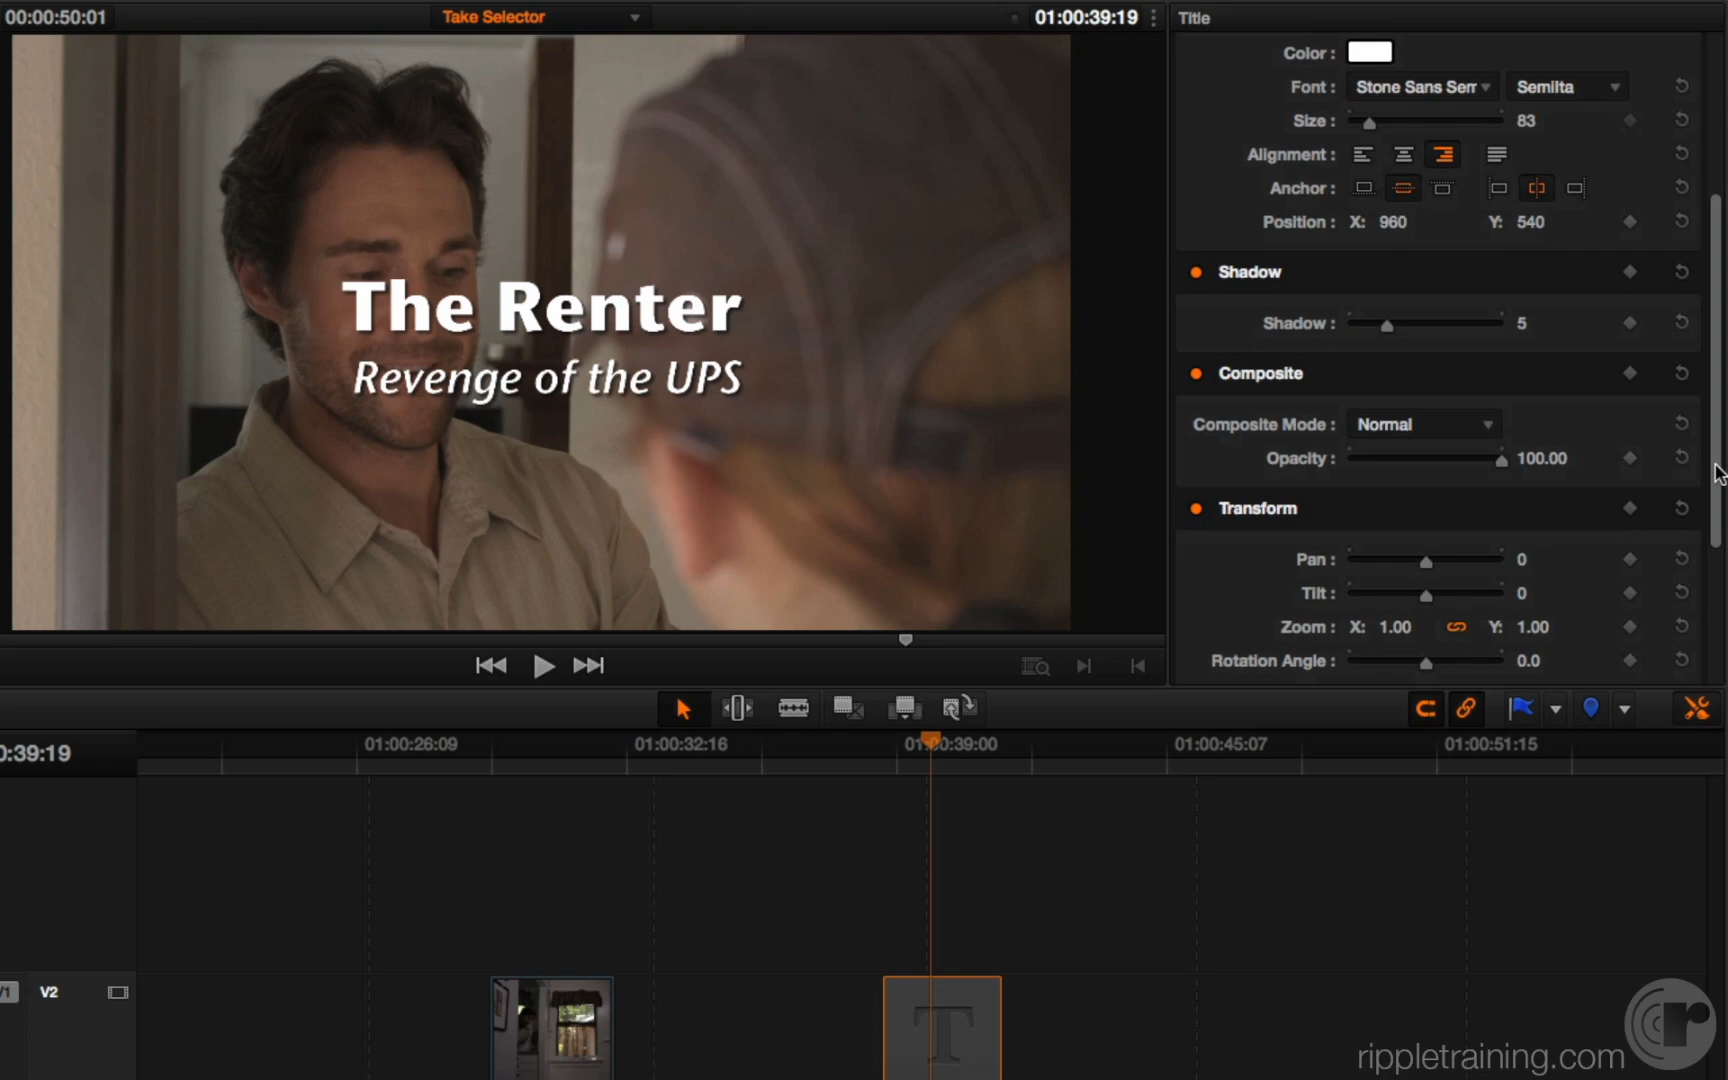 00:00:50:01
Take Selector
01:00:39:19
Title
Color :
Font : Stone Sans Sem SemiIta
Size : 83
Alignment :
Anchor :
Position : X: 960 Y: 540
Shadow
Shadow : 5
Composite
Composite Mode : Normal
Opacity : 100.00
Transform
Pan : 0
Tilt : 0
Zoom : X: 1.00 Y: 1.00
Rotation Angle : 0.0
The Renter
Revenge of the UPS
0:39:19
01:00:26:09
01:00:32:16
01:00:39:00
01:00:45:07
01:00:51:15
V1
V2
T
r
rippletraining.com